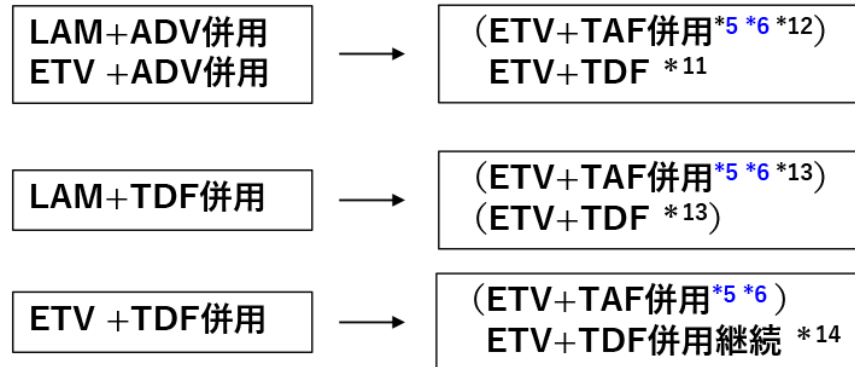 LAM+ADV併用
ETV +ADV併用
（ETV+TAF併用*5 *6 *12）
ETV+TDF *11
LAM+TDF併用
（ETV+TAF併用*5 *6 *13）
（ETV+TDF *13）
ETV +TDF併用
（ETV+TAF併用*5 *6 ）
ETV+TDF併用継続 *14